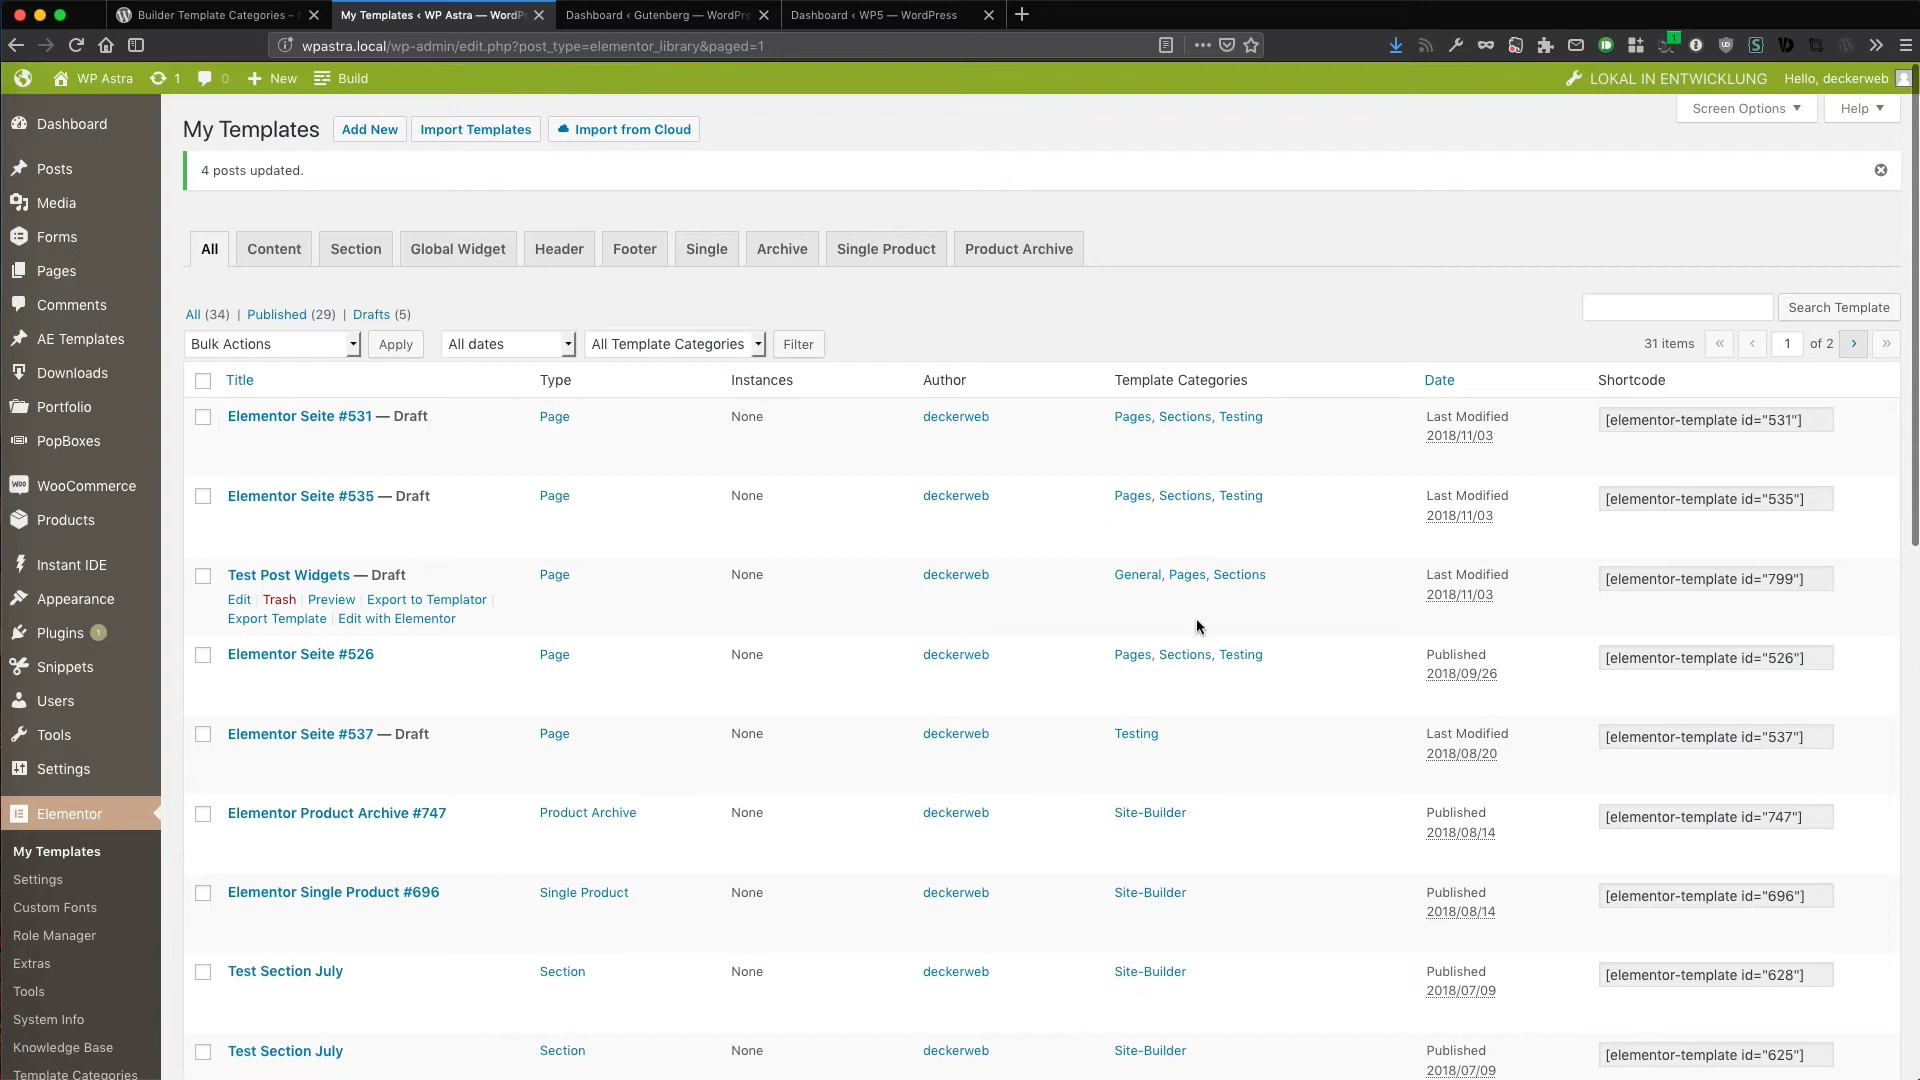 Builder Template Categories –
My Templates ‹ WP Astra — WordP
Dashboard ‹ Gutenberg — WordPre
Dashboard ‹ WP5 — WordPress
wpastra.local/wp-admin/edit.php?post_type=elementor_library&paged=1
1
WP Astra
1
0
New
Build
LOKAL IN ENTWICKLUNG
Hello, deckerweb
Screen Options
Help
Dashboard
Posts
Media
Forms
Pages
Comments
AE Templates
Downloads
Portfolio
PopBoxes
WooCommerce
Products
Instant IDE
Appearance
Plugins 1
Snippets
Users
Tools
Settings
Elementor
My Templates
Settings
Custom Fonts
Role Manager
Extras
Tools
System Info
Knowledge Base
Template Categories
My Templates
Add New
Import Templates
Import from Cloud
4 posts updated.
All
Content
Section
Global Widget
Header
Footer
Single
Archive
Single Product
Product Archive
All (34) | Published (29) | Drafts (5)
Search Template
Bulk Actions
Apply
All dates
All Template Categories
Filter
31 items « ‹ 1 of 2 › »
Title Type Instances Author Template Categories Date Shortcode
Elementor Seite #531 — Draft Page None deckerweb Pages, Sections, Testing Last Modified [elementor-template id="531"]
2018/11/03
Elementor Seite #535 — Draft Page None deckerweb Pages, Sections, Testing Last Modified [elementor-template id="535"]
2018/11/03
Test Post Widgets — Draft Page None deckerweb General, Pages, Sections Last Modified [elementor-template id="799"]
2018/11/03
Edit | Trash | Preview | Export to Templator |
Export Template | Edit with Elementor
Elementor Seite #526 Page None deckerweb Pages, Sections, Testing Published [elementor-template id="526"]
2018/09/26
Elementor Seite #537 — Draft Page None deckerweb Testing Last Modified [elementor-template id="537"]
2018/08/20
Elementor Product Archive #747 Product Archive None deckerweb Site-Builder Published [elementor-template id="747"]
2018/08/14
Elementor Single Product #696 Single Product None deckerweb Site-Builder Published [elementor-template id="696"]
2018/08/14
Test Section July Section None deckerweb Site-Builder Published [elementor-template id="628"]
2018/07/09
Test Section July Section None deckerweb Site-Builder Published [elementor-template id="625"]
2018/07/09